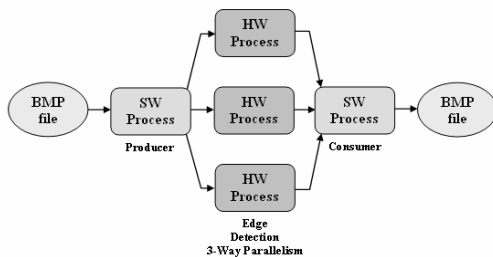 HW
Process
BMP
file
SW
Process
HW
Process
SW
Process
BMP
file
Producer
Consumer
HW
Process
Edge
Detection
3-Way Parallelism